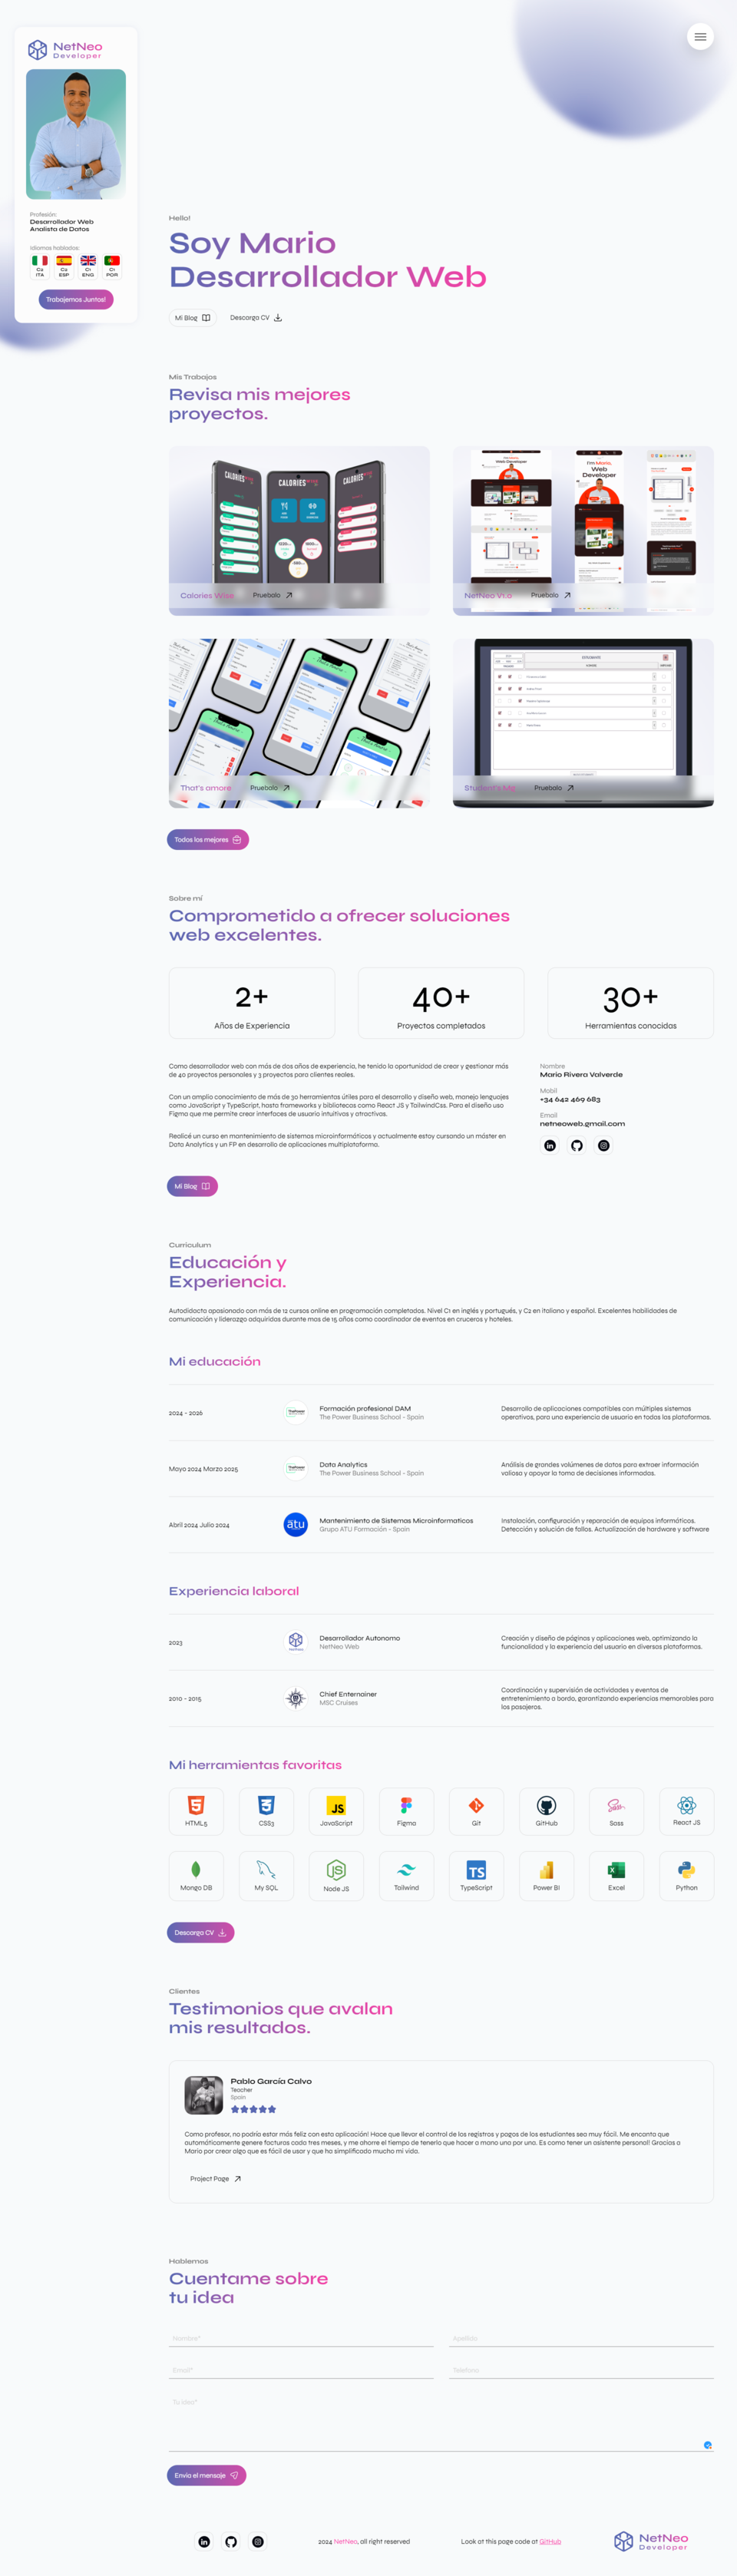 NetNeo
Developer
Profesión:
Desarrollador Web
Analista de Datos
Idiomas hablados:
C2
ITA
C2
ESP
C1
ENG
C1
POR
Trabajemos Juntos!
Hello!
Soy Mario
Desarrollador Web
Mi Blog
Descarga CV
Mis Trabajos
Revisa mis mejores
proyectos.
CALORIES
CALORIES
CALORIES
Calories Wise
Pruebalo
I'm Mario,
Web
Developer
NetNeo V1.0
Pruebalo
That's amore
Pruebalo
ESTUDIANTES
Student's Mg
Pruebalo
Todos los mejores
Sobre mí
Comprometido a ofrecer soluciones
web excelentes.
2+
Años de Experiencia
40+
Proyectos completados
30+
Herramientas conocidas
Como desarrollador web con más de dos años de experiencia, he tenido la oportunidad de crear y gestionar más
de 40 proyectos personales y 3 proyectos para clientes reales.
Con un amplio conocimiento de más de 30 herramientas útiles para el desarrollo y diseño web, manejo lenguajes
como JavaScript y TypeScript, hasta frameworks y bibliotecas como React JS y TailwindCss. Para el diseño uso
Figma que me permite crear interfaces de usuario intuitivas y atractivas.
Realicé un curso en mantenimiento de sistemas microinformáticos y actualmente estoy cursando un máster en
Data Analytics y un FP en desarrollo de aplicaciones multiplataforma.
Nombre
Mario Rivera Valverde
Mobil
+34 642 469 683
Email
netneoweb.gmail.com
Mi Blog
Curriculum
Educación y
Experiencia.
Autodidacta apasionado con más de 12 cursos online en programación completados. Nivel C1 en inglés y portugués, y C2 en italiano y español. Excelentes habilidades de
comunicación y liderazgo adquiridas durante mas de 15 años como coordinador de eventos en cruceros y hoteles.
Mi educación
2024 - 2026
ThePower
Formación profesional DAM
The Power Business School - Spain
Desarrollo de aplicaciones compatibles con múltiples sistemas
operativos, para una experiencia de usuario en todas las plataformas.
Mayo 2024 Marzo 2025
ThePower
Data Analytics
The Power Business School - Spain
Análisis de grandes volúmenes de datos para extraer información
valiosa y apoyar la toma de decisiones informadas.
Abril 2024 Julio 2024
atu
Mantenimiento de Sistemas Microinformaticos
Grupo ATU Formación - Spain
Instalación, configuración y reparación de equipos informáticos.
Detección y solución de fallos. Actualización de hardware y software
Experiencia laboral
2023
NetNeo
Desarrollador Autonomo
NetNeo Web
Creación y diseño de páginas y aplicaciones web, optimizando la
funcionalidad y la experiencia del usuario en diversas plataformas.
2010 - 2015
Chief Enternainer
MSC Cruises
Coordinación y supervisión de actividades y eventos de
entretenimiento a bordo, garantizando experiencias memorables para
los pasajeros.
Mi herramientas favoritas
HTML5
CSS3
JS
JavaScript
Figma
Git
GitHub
Sass
React JS
Mongo DB
My SQL
JS
Node JS
Tailwind
TS
TypeScript
Power BI
Excel
Python
Descarga CV
Clientes
Testimonios que avalan
mis resultados.
Pablo García Calvo
Teacher
Spain
Como profesor, no podría estar más feliz con esta aplicación! Hace que llevar el control de los registros y pagos de los estudiantes sea muy fácil. Me encanta que
automáticamente genere facturas cada tres meses, y me ahorre el tiempo de tenerlo que hacer a mano uno por uno. Es como tener un asistente personal! Gracias a
Mario por crear algo que es fácil de usar y que ha simplificado mucho mi vida.
Project Page
Hablemos
Cuentame sobre
tu idea
Nombre*
Apellido
Email*
Telefono
Tu idea*
Envia el mensaje
2024 NetNeo, all right reserved
Look at this page code at GitHub
NetNeo
Developer